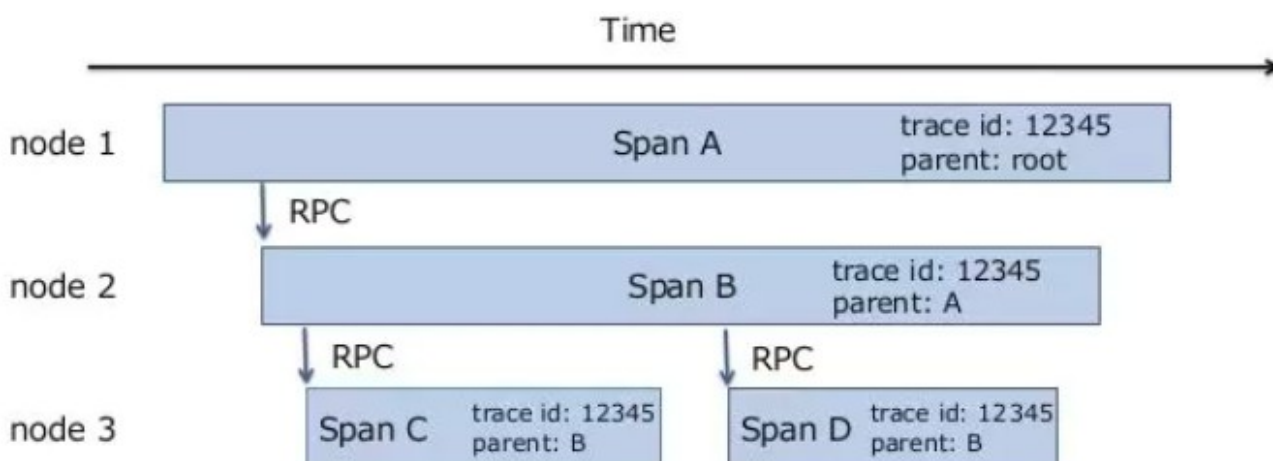 Time
node 1
Span A
trace id: 12345
parent: root
RPC
node 2
Span B
trace id: 12345
parent: A
RPC
RPC
node 3
Span C
trace id: 12345
parent: B
Span D
trace id: 12345
parent: B